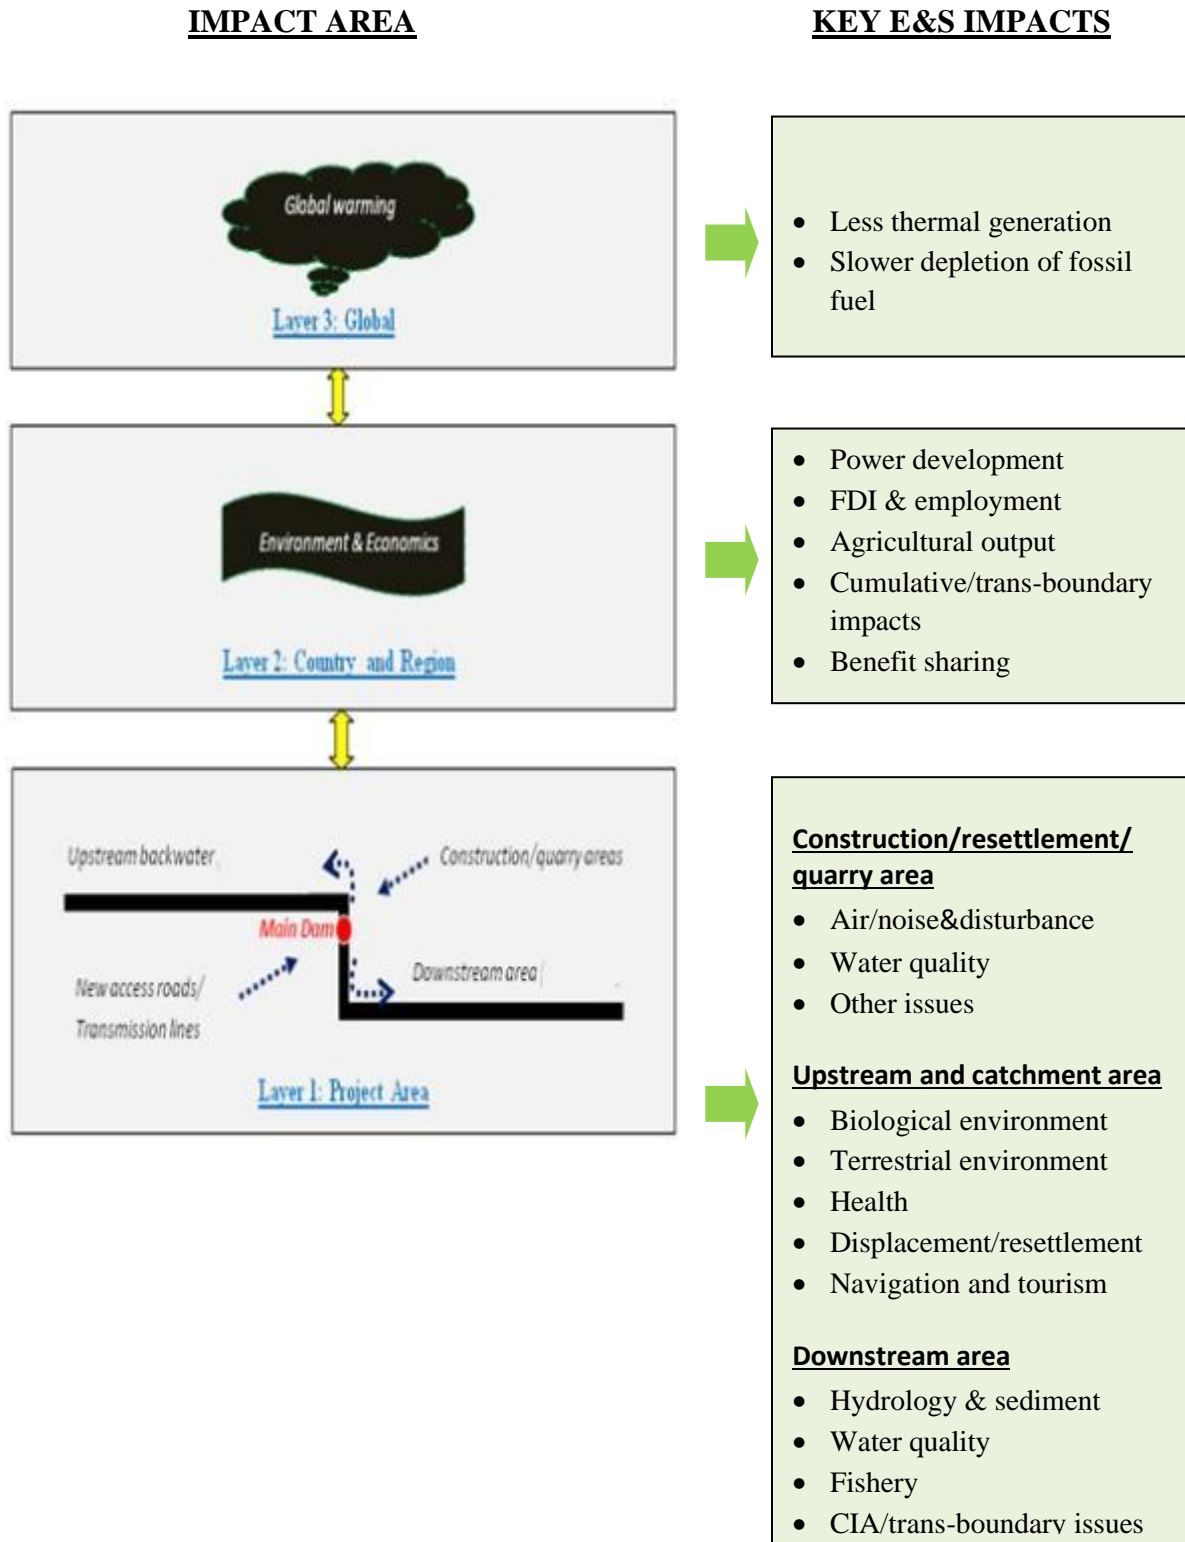 IMPACT AREA
KEY E&S IMPACTS
Global warming
Layer 3: Global
• Less thermal generation
• Slower depletion of fossil
fuel
Environment & Economics
Layer 2: Country and Region
• Power development
• FDI & employment
• Agricultural output
• Cumulative/trans-boundary
impacts
• Benefit sharing
Upstream backwater
Construction/quarry areas
Main Dam
New access roads/
Transmission lines
Downstream area
Layer 1: Project Area
Construction/resettlement/
quarry area
• Air/noise&disturbance
• Water quality
• Other issues
Upstream and catchment area
• Biological environment
• Terrestrial environment
• Health
• Displacement/resettlement
• Navigation and tourism
Downstream area
• Hydrology & sediment
• Water quality
• Fishery
• CIA/trans-boundary issues